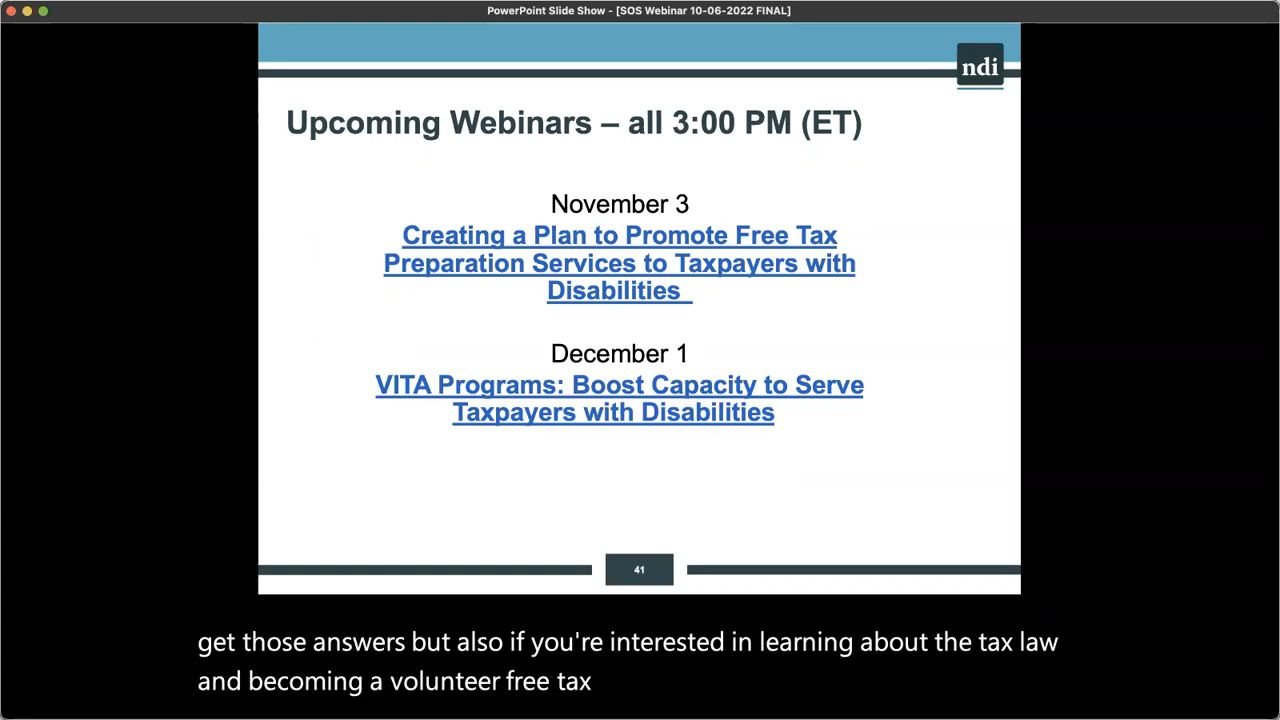 PowerPoint Slide Show - [SOS Webinar 10-06-2022 FINAL]
ndi
Upcoming Webinars – all 3:00 PM (ET)
November 3
Creating a Plan to Promote Free Tax
Preparation Services to Taxpayers with
Disabilities
December 1
VITA Programs: Boost Capacity to Serve
Taxpayers with Disabilities
41
get those answers but also if you're interested in learning about the tax law
and becoming a volunteer free tax